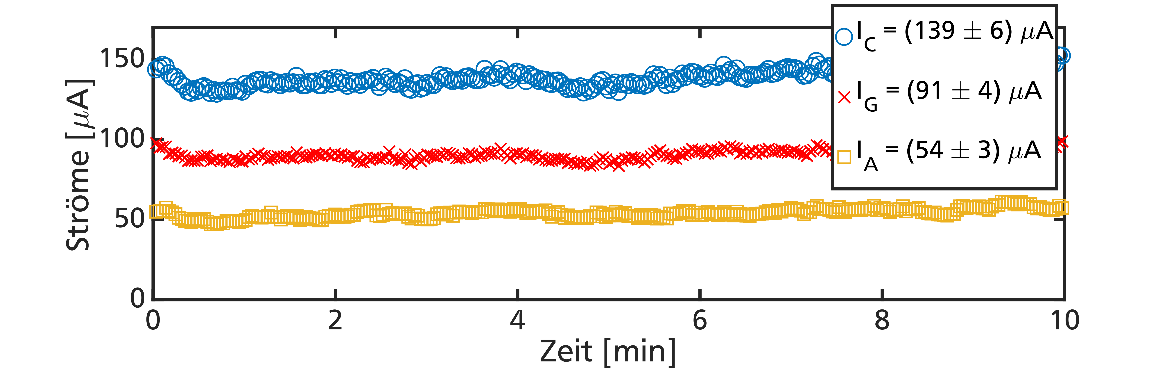 I_C = (139 ± 6) μA
I_G = (91 ± 4) μA
I_A = (54 ± 3) μA
Ströme [μA]
150
100
50
0
0 2 4 6 8 10
Zeit [min]